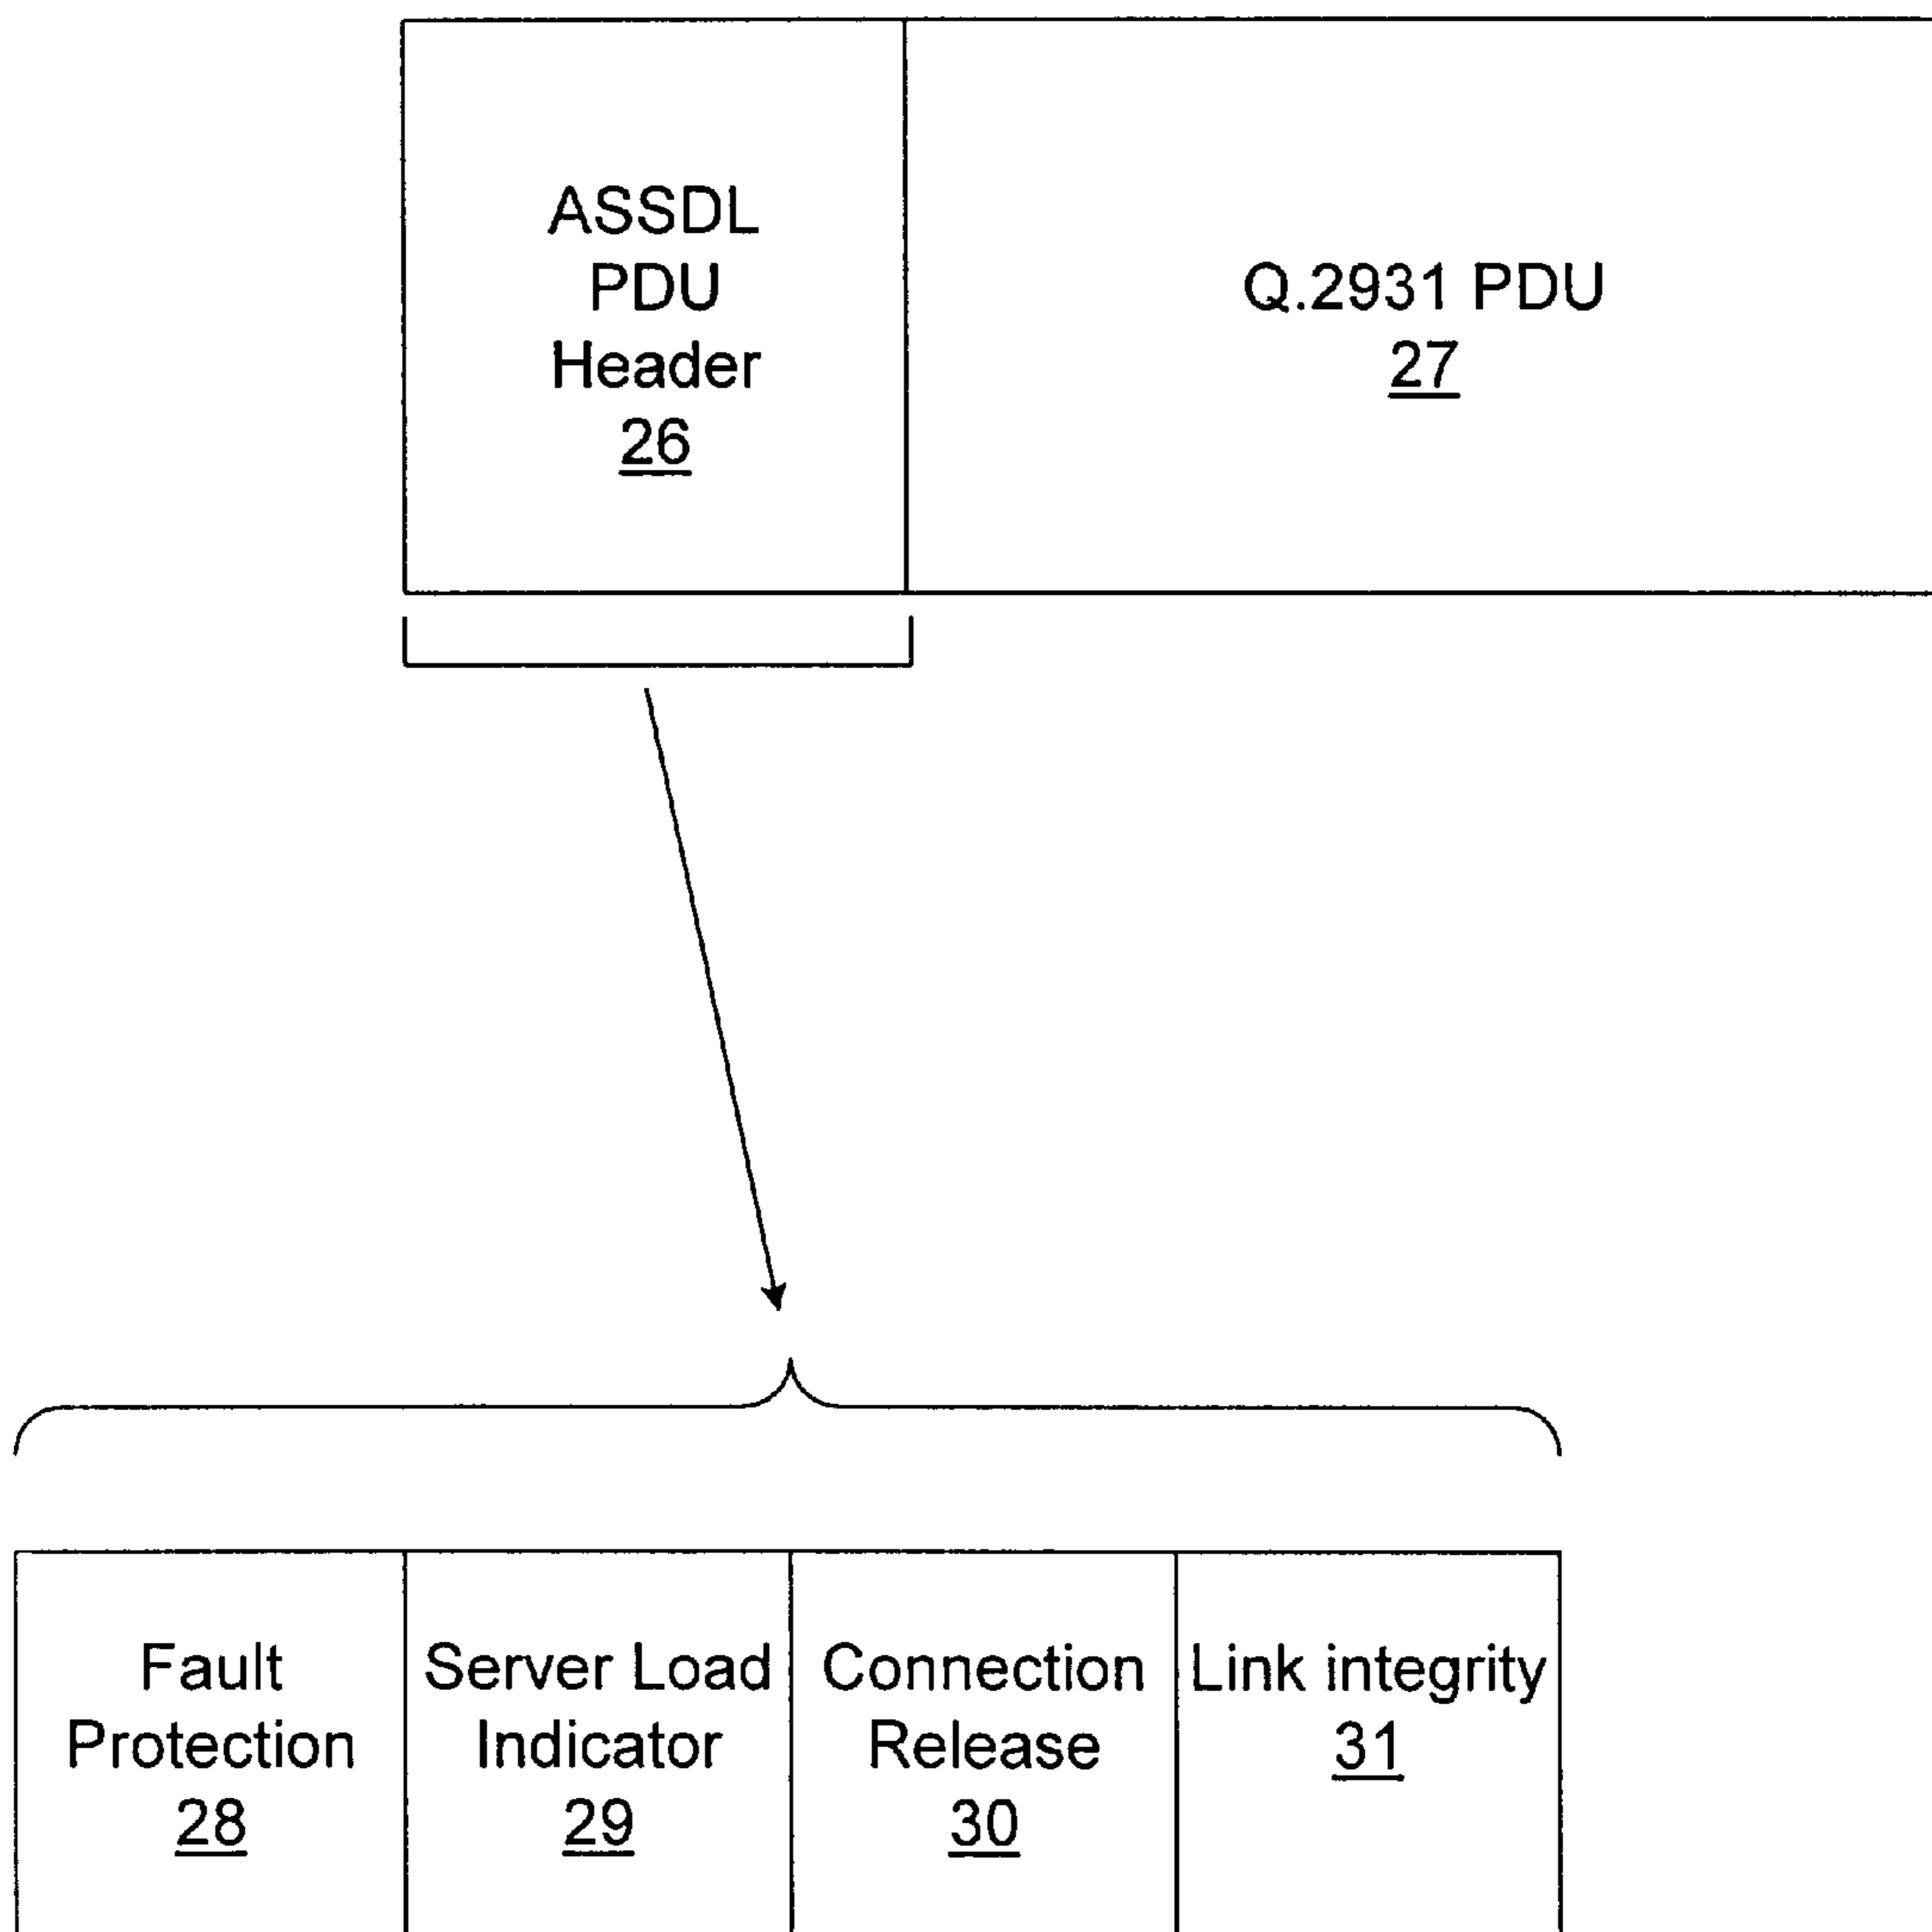 ASSDL
PDU
Header
26
Q.2931 PDU
27
Fault
Protection
28
Server Load
Indicator
29
Connection
Release
30
Link integrity
31